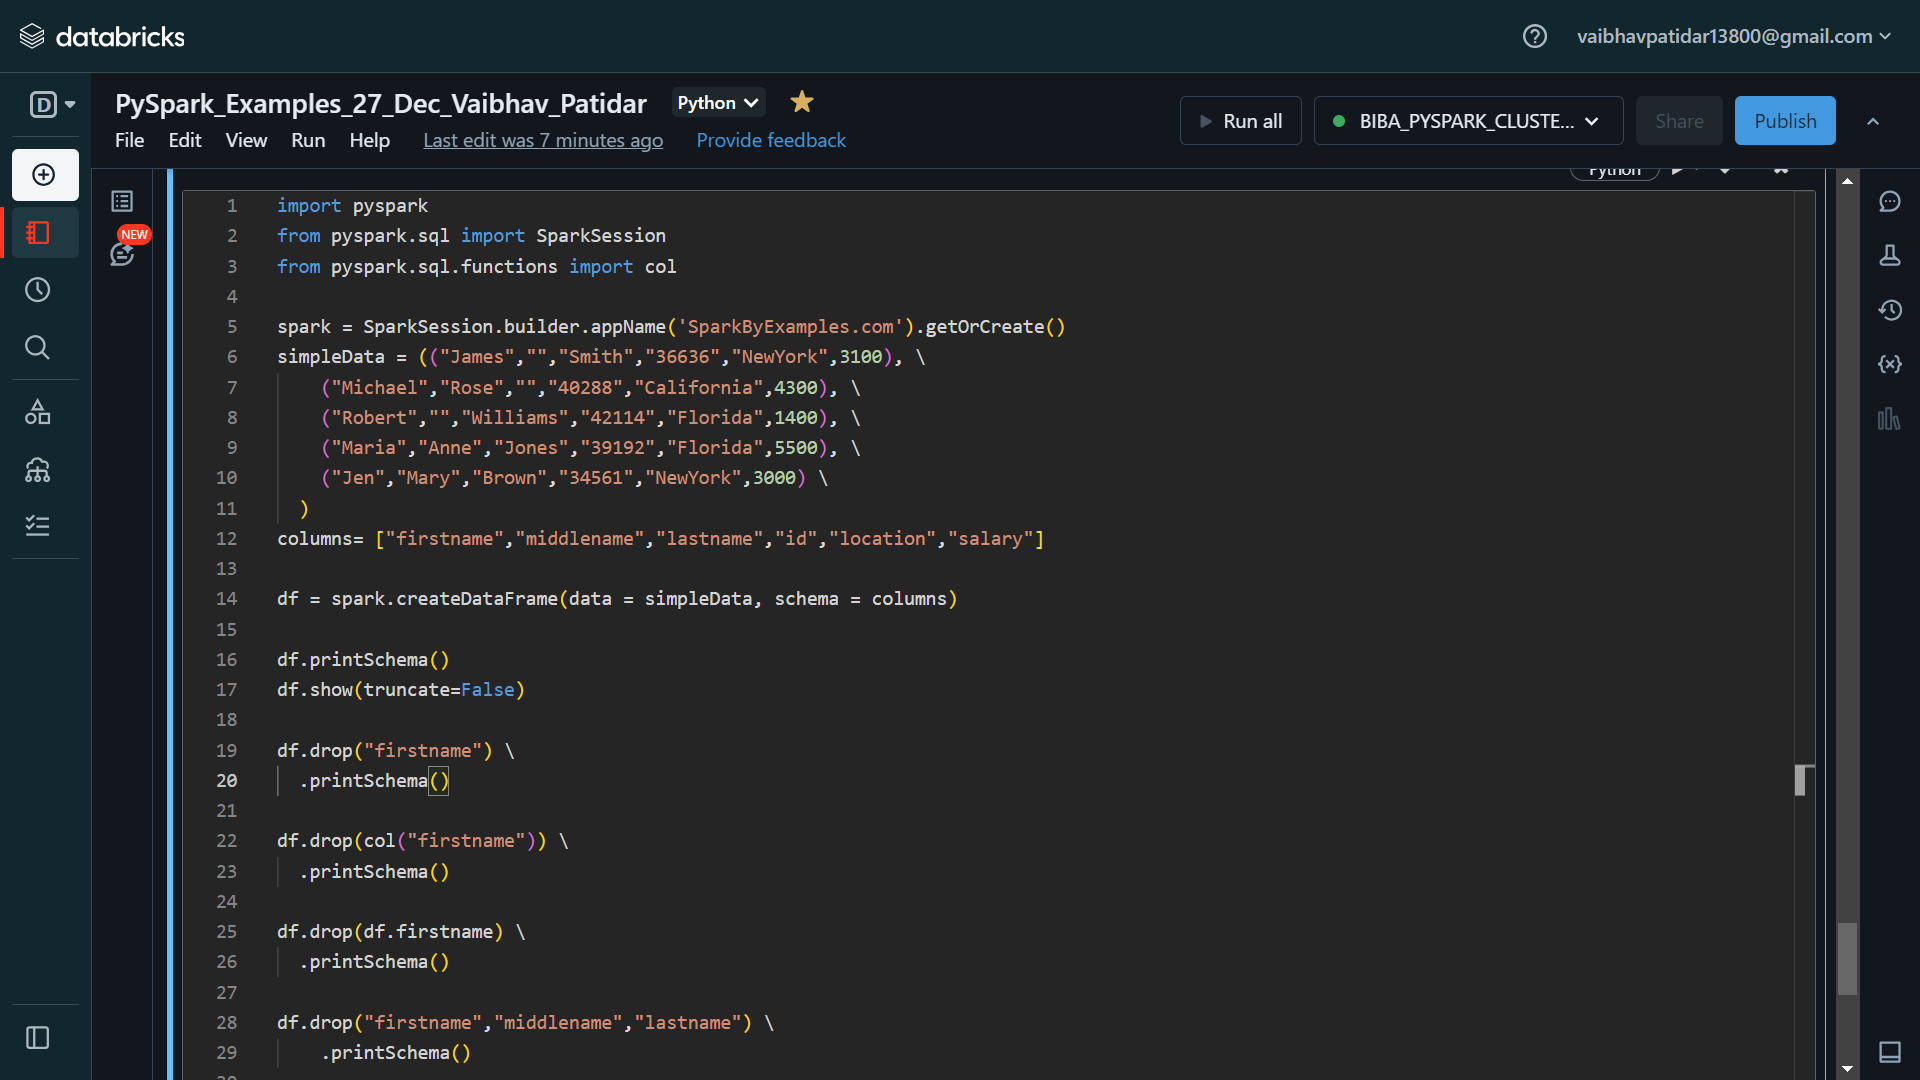 databricks
vaibhavpatidar13800@gmail.com
D
PySpark_Examples_27_Dec_Vaibhav_Patidar Python
File Edit View Run Help Last edit was 7 minutes ago Provide feedback
Run all BIBA_PYSPARK_CLUSTE... Share Publish
Python
NEW
1 import pyspark
2 from pyspark.sql import SparkSession
3 from pyspark.sql.functions import col
4
5 spark = SparkSession.builder.appName('SparkByExamples.com').getOrCreate()
6 simpleData = (("James","","Smith","36636","NewYork",3100), \
7     ("Michael","Rose","","40288","California",4300), \
8     ("Robert","","Williams","42114","Florida",1400), \
9     ("Maria","Anne","Jones","39192","Florida",5500), \
10     ("Jen","Mary","Brown","34561","NewYork",3000) \
11   )
12 columns= ["firstname","middlename","lastname","id","location","salary"]
13
14 df = spark.createDataFrame(data = simpleData, schema = columns)
15
16 df.printSchema()
17 df.show(truncate=False)
18
19 df.drop("firstname") \
20   .printSchema()
21
22 df.drop(col("firstname")) \
23   .printSchema()
24
25 df.drop(df.firstname) \
26   .printSchema()
27
28 df.drop("firstname","middlename","lastname") \
29     .printSchema()